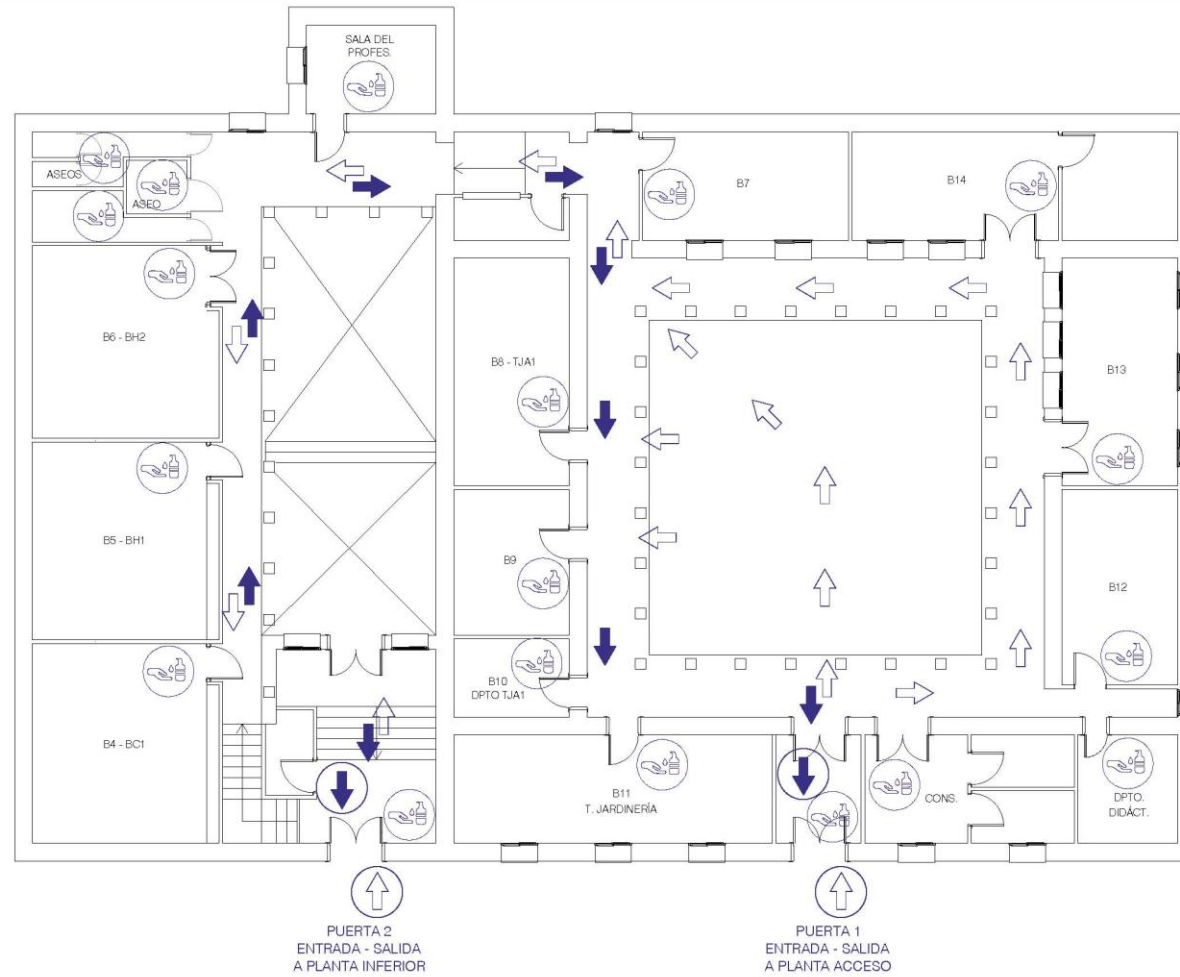 SALA DEL
PROFES.
ASEOS
ASEO
B7
B14
B6 - BH2
B8 - TJA1
B13
B5 - BH1
B9
B12
B10
DPTO TJA1
B4 - BC1
B11
T. JARDINERÍA
CONS.
DPTO.
DIDÁCT.
PUERTA 2
ENTRADA - SALIDA
A PLANTA INFERIOR
PUERTA 1
ENTRADA - SALIDA
A PLANTA ACCESO